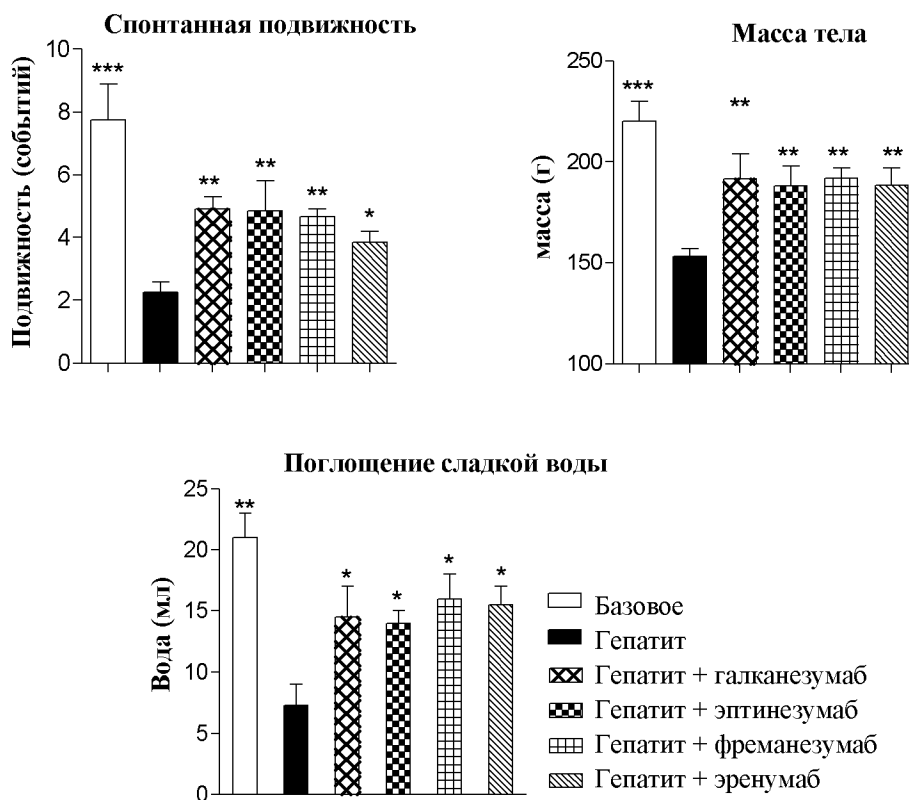 Спонтанная подвижность
Подвижность (событий)
10
8
6
4
2
0
***
**
**
**
*
Масса тела
масса (г)
250
200
150
100
***
**
**
**
**
Поглощение сладкой воды
Вода (мл)
25
20
15
10
5
0
**
*
*
*
*
Базовое
Гепатит
Гепатит + галканезумаб
Гепатит + эптинезумаб
Гепатит + фреманезумаб
Гепатит + эренумаб